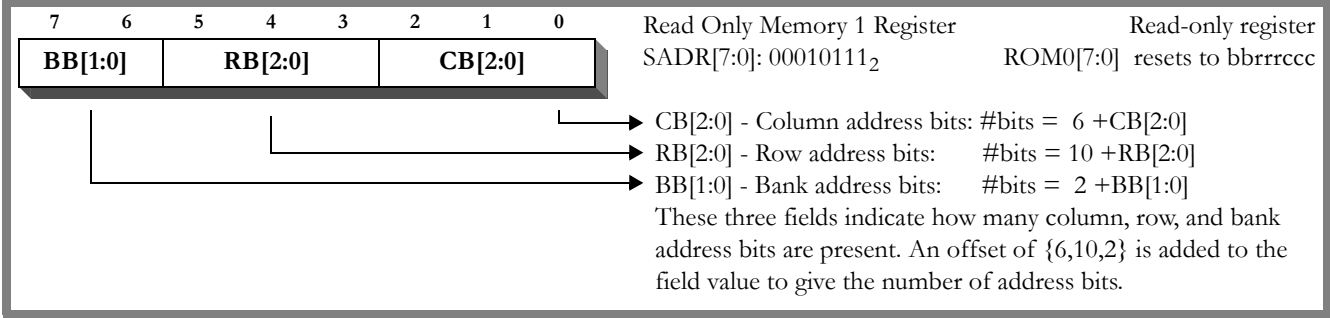 7 6 5 4 3 2 1 0
BB[1:0] RB[2:0] CB[2:0]
Read Only Memory 1 Register Read-only register
SADR[7:0]: 00010111₂ ROM0[7:0] resets to bbrrrccc
CB[2:0] - Column address bits: #bits = 6 +CB[2:0]
RB[2:0] - Row address bits: #bits = 10 +RB[2:0]
BB[1:0] - Bank address bits: #bits = 2 +BB[1:0]
These three fields indicate how many column, row, and bank
address bits are present. An offset of {6,10,2} is added to the
field value to give the number of address bits.